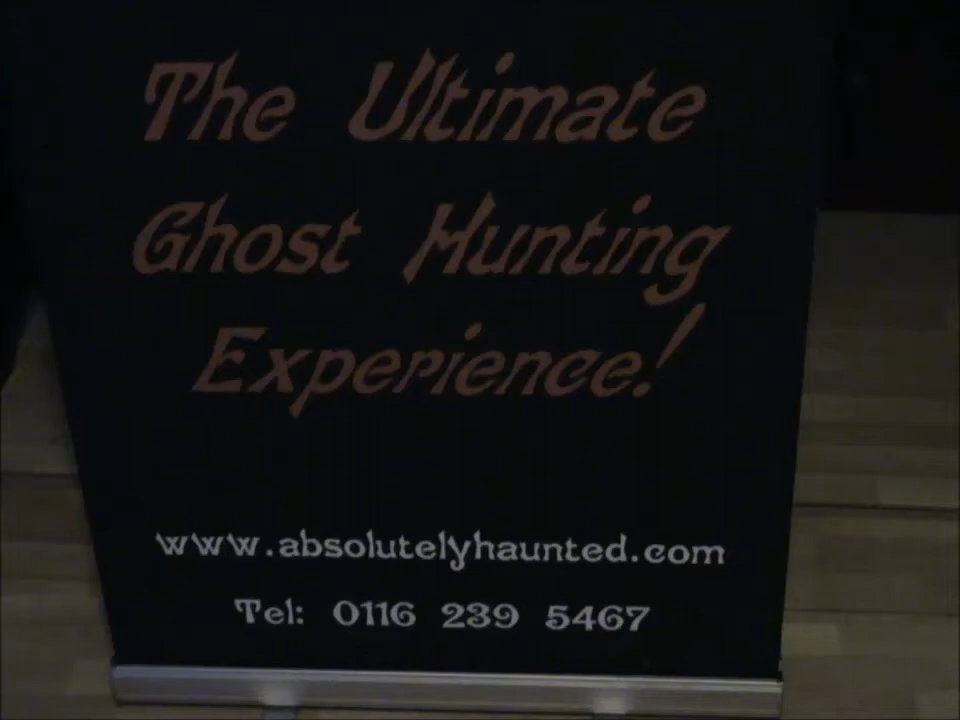 The Ultimate
Ghost Hunting
Experience!
www.absolutelyhaunted.com
Tel: 0116 239 5467